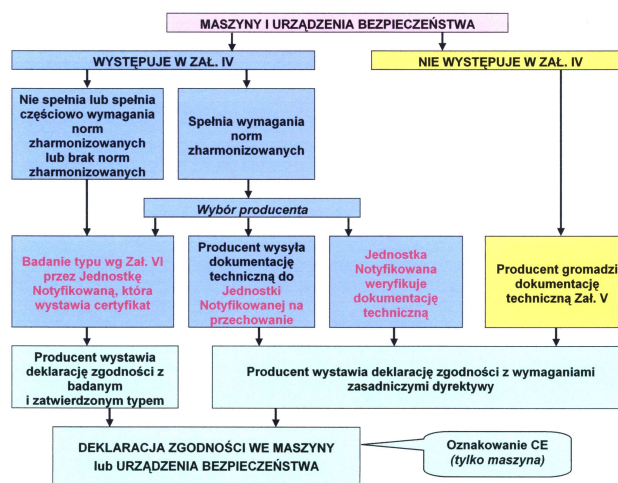 MASZYNY I URZĄDZENIA BEZPIECZEŃSTWA
WYSTĘPUJE W ZAŁ. IV
NIE WYSTĘPUJE W ZAŁ. IV
Nie spełnia lub spełnia
częściowo wymagania
norm
zharmonizowanych
lub brak norm
zharmonizowanych
Spełnia wymagania
norm
zharmonizowanych
Wybór producenta
Badanie typu wg Zał. VI
przez Jednostkę
Notyfikowaną, która
wystawia certyfikat
Producent wysyła
dokumentację
techniczną do
Jednostki
Notyfikowanej na
przechowanie
Jednostka
Notyfikowana
weryfikuje
dokumentację
techniczną
Producent gromadzi
dokumentację
techniczną Zał. V
Producent wystawia
deklarację zgodności z
badanym
i zatwierdzonym typem
Producent wystawia deklarację zgodności z wymaganiami
zasadniczymi dyrektywy
DEKLARACJA ZGODNOŚCI WE MASZYNY
lub URZĄDZENIA BEZPIECZEŃSTWA
Oznakowanie CE
(tylko maszyna)